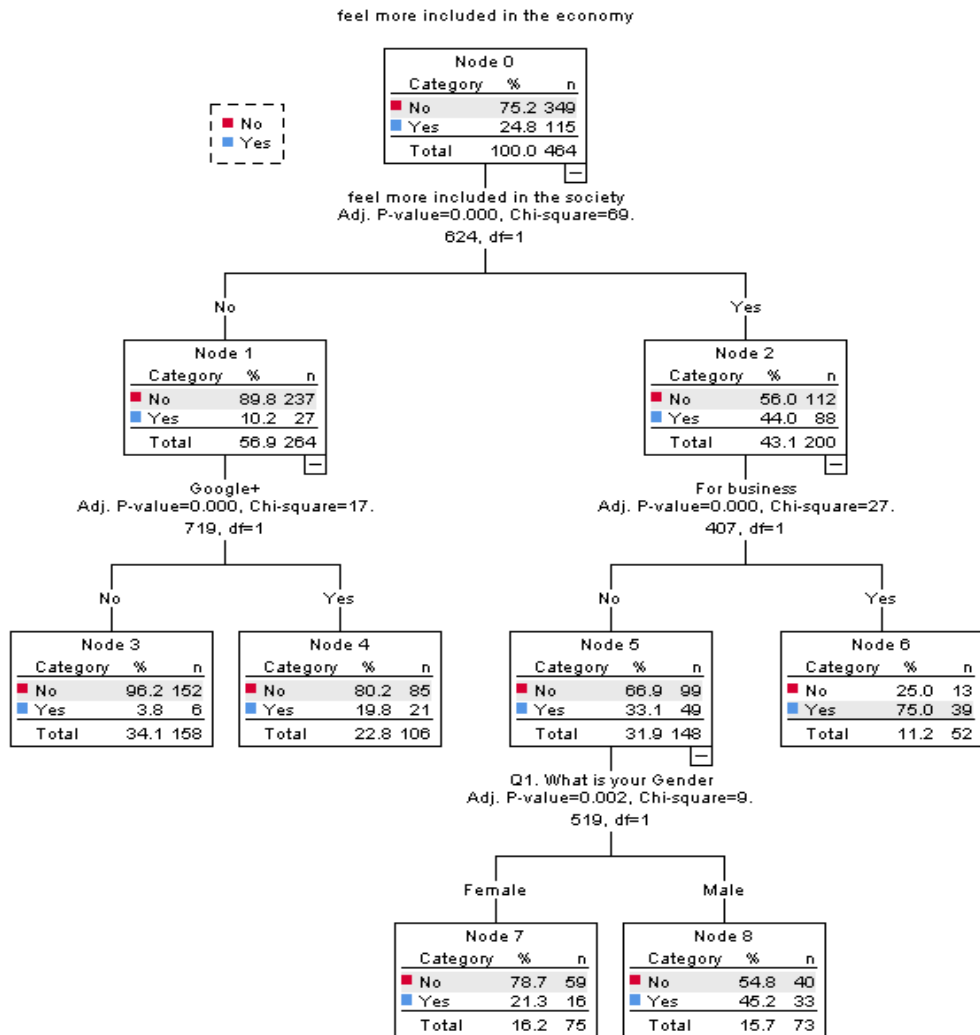 feel more included in the economy
Node 0
Category % n
No 75.2 349
Yes 24.8 115
Total 100.0 464
No
Yes
feel more included in the society
Adj. P-value=0.000, Chi-square=69.
624, df=1
No
Yes
Node 1
Category % n
No 89.8 237
Yes 10.2 27
Total 56.9 264
Node 2
Category % n
No 56.0 112
Yes 44.0 88
Total 43.1 200
Google+
Adj. P-value=0.000, Chi-square=17.
719, df=1
For business
Adj. P-value=0.000, Chi-square=27.
407, df=1
No
Yes
No
Yes
Node 3
Category % n
No 96.2 152
Yes 3.8 6
Total 34.1 158
Node 4
Category % n
No 80.2 85
Yes 19.8 21
Total 22.8 106
Node 5
Category % n
No 66.9 99
Yes 33.1 49
Total 31.9 148
Node 6
Category % n
No 25.0 13
Yes 75.0 39
Total 11.2 52
Q1. What is your Gender
Adj. P-value=0.002, Chi-square=9.
519, df=1
Female
Male
Node 7
Category % n
No 78.7 59
Yes 21.3 16
Total 16.2 75
Node 8
Category % n
No 54.8 40
Yes 45.2 33
Total 15.7 73